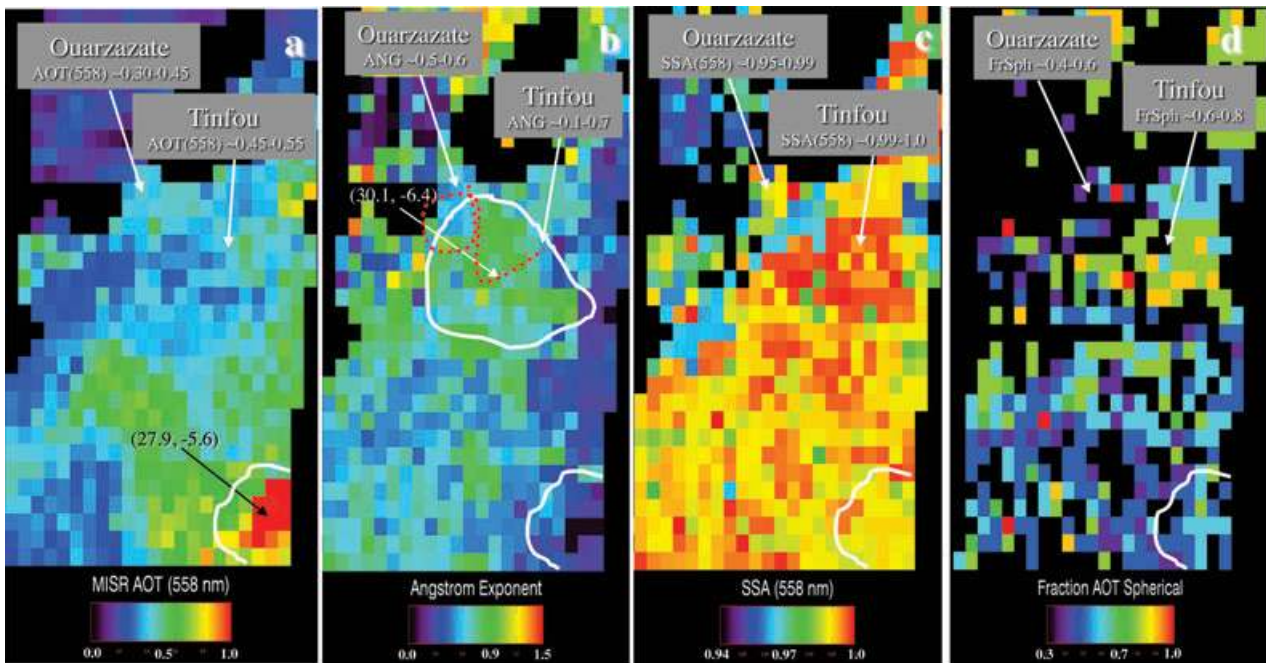 a
Ouarzazate
AOT(558) ~0.30-0.45
Tinfou
AOT(558) ~0.45-0.55
(27.9, -5.6)
MISR AOT (558 nm)
0.0 0.5 1.0
b
Ouarzazate
ANG ~0.5-0.6
Tinfou
ANG ~0.1-0.7
(30.1, -6.4)
Angstrom Exponent
0.0 0.9 1.5
c
Ouarzazate
SSA(558) ~0.95-0.99
Tinfou
SSA(558) ~0.99-1.0
SSA (558 nm)
0.94 0.97 1.0
d
Ouarzazate
FrSph ~0.4-0.6
Tinfou
FrSph ~0.6-0.8
Fraction AOT Spherical
0.3 0.7 1.0